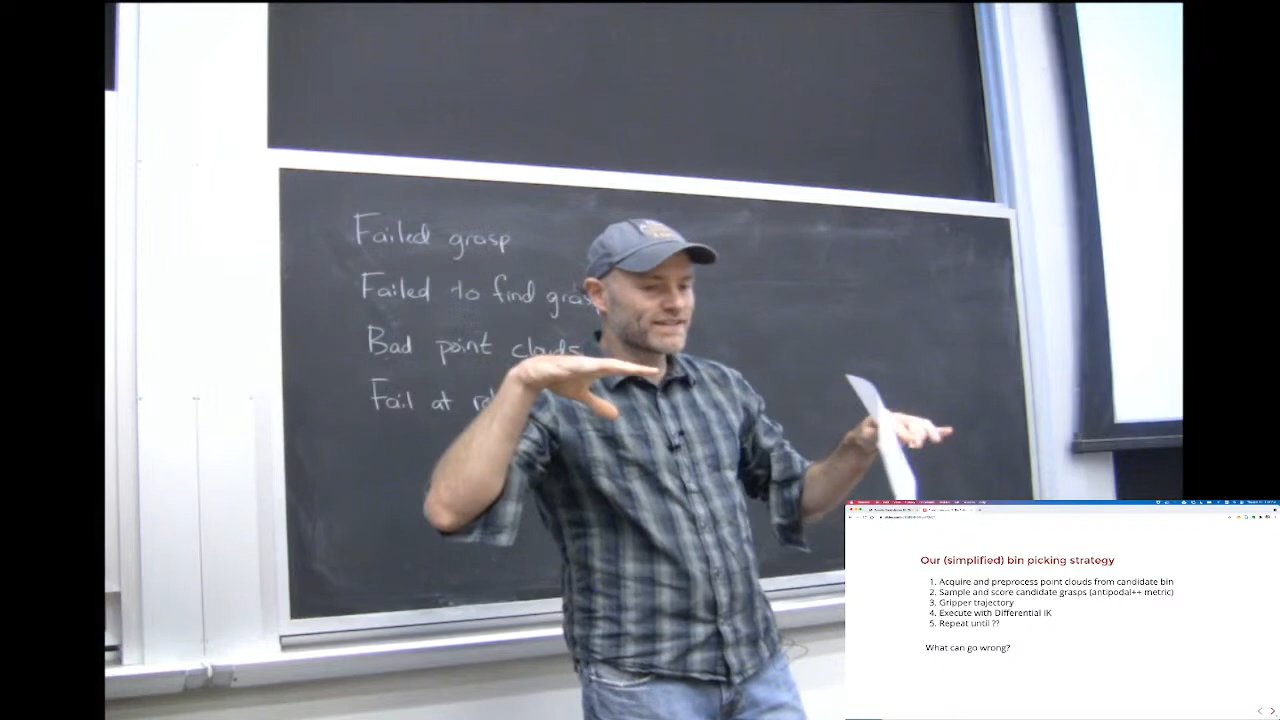 Failed grasp
Failed to find
Bad point clouds
Fail at
Our (simplified) bin picking strategy
1. Acquire and preprocess point clouds from candidate bin
2. Sample and score candidate grasps (antipodal++ metric)
3. Gripper trajectory
4. Execute with Differential IK
5. Repeat until ??
What can go wrong?